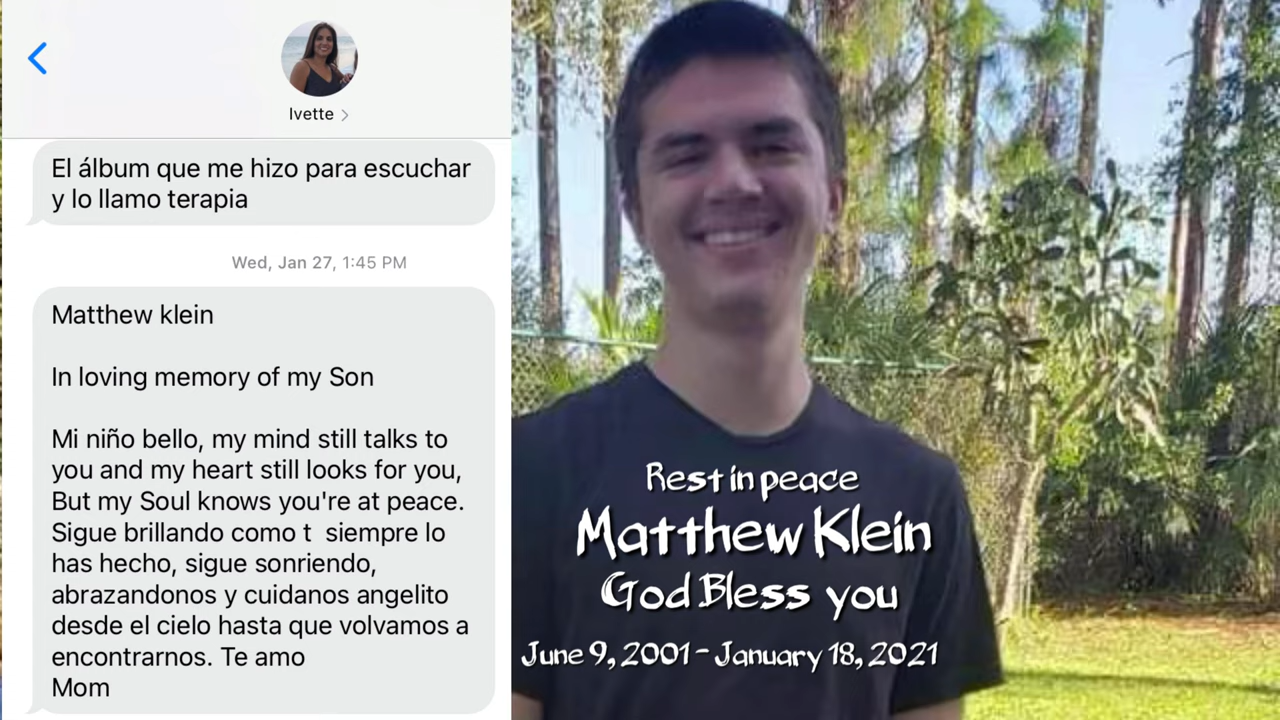 Ivette
El álbum que me hizo para escuchar
y lo llamo terapia
Wed, Jan 27, 1:45 PM
Matthew klein
In loving memory of my Son
Mi niño bello, my mind still talks to
you and my heart still looks for you,
But my Soul knows you're at peace.
Sigue brillando como t siempre lo
has hecho, sigue sonriendo,
abrazandonos y cuidanos angelito
desde el cielo hasta que volvamos a
encontrarnos. Te amo
Mom
Rest in peace
Matthew Klein
God Bless you
June 9, 2001 - January 18, 2021